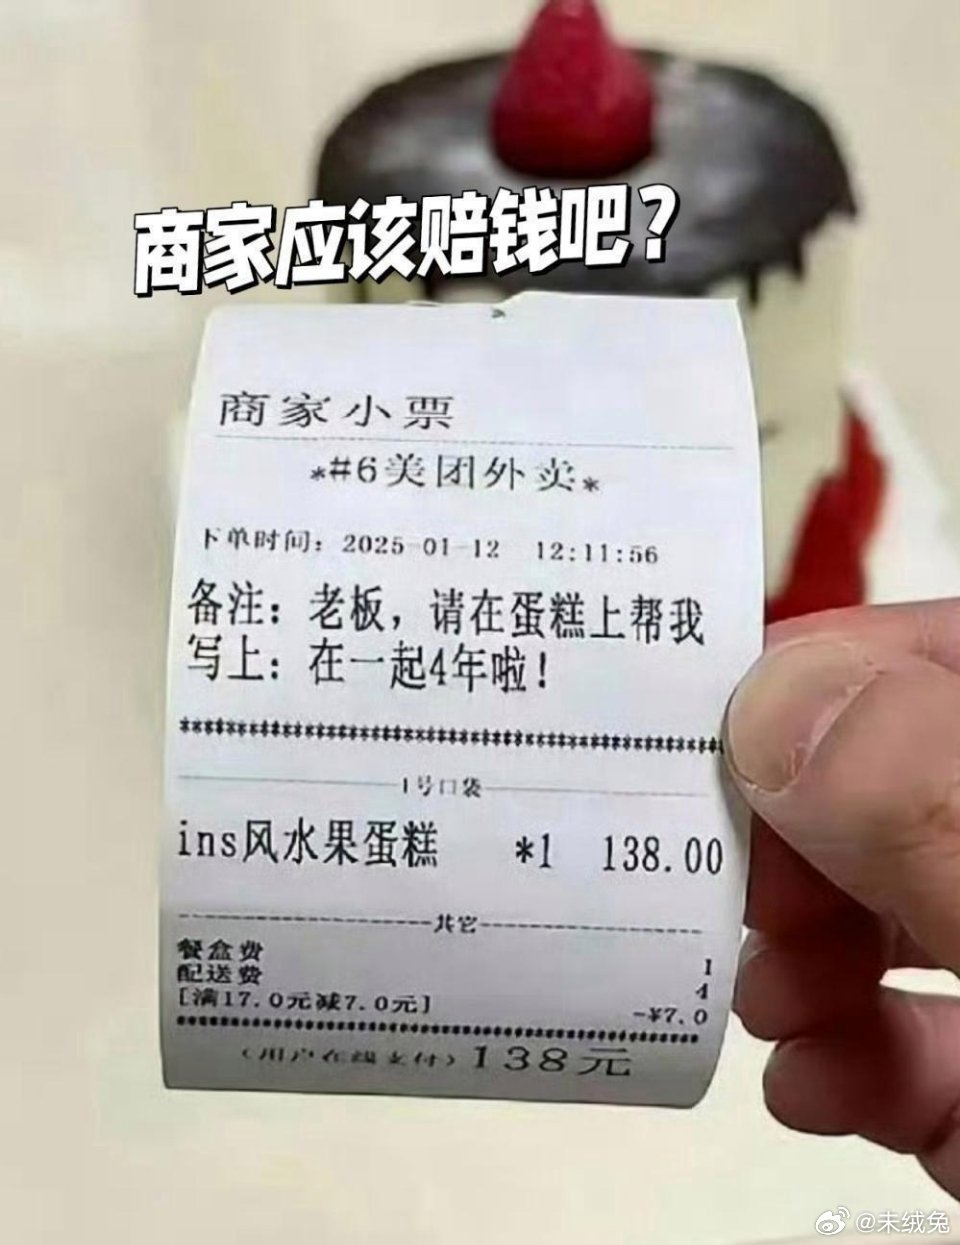 商家应该赔钱吧？
商家小票
*#6美团外卖*
下单时间：2025-01-12 12:11:56
备注：老板，请在蛋糕上帮我
写上：在一起4年啦！
1号口袋
ins风水果蛋糕 *1 138.00
其它
餐盒费 1
配送费 4
[满17.0元减7.0元] -¥7.0
(用户在线支付) 138元
@未绒兔